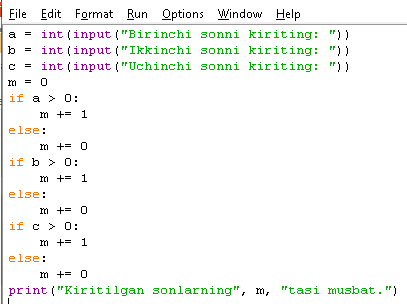 File Edit Format Run Options Window Help
a = int(input("Birinchi sonni kiriting: "))
b = int(input("Ikkinchi sonni kiriting: "))
c = int(input("Uchinchi sonni kiriting: "))
m = 0
if a > 0:
    m += 1
else:
    m += 0
if b > 0:
    m += 1
else:
    m += 0
if c > 0:
    m += 1
else:
    m += 0
print("Kiritilgan sonlarning", m, "tasi musbat.")